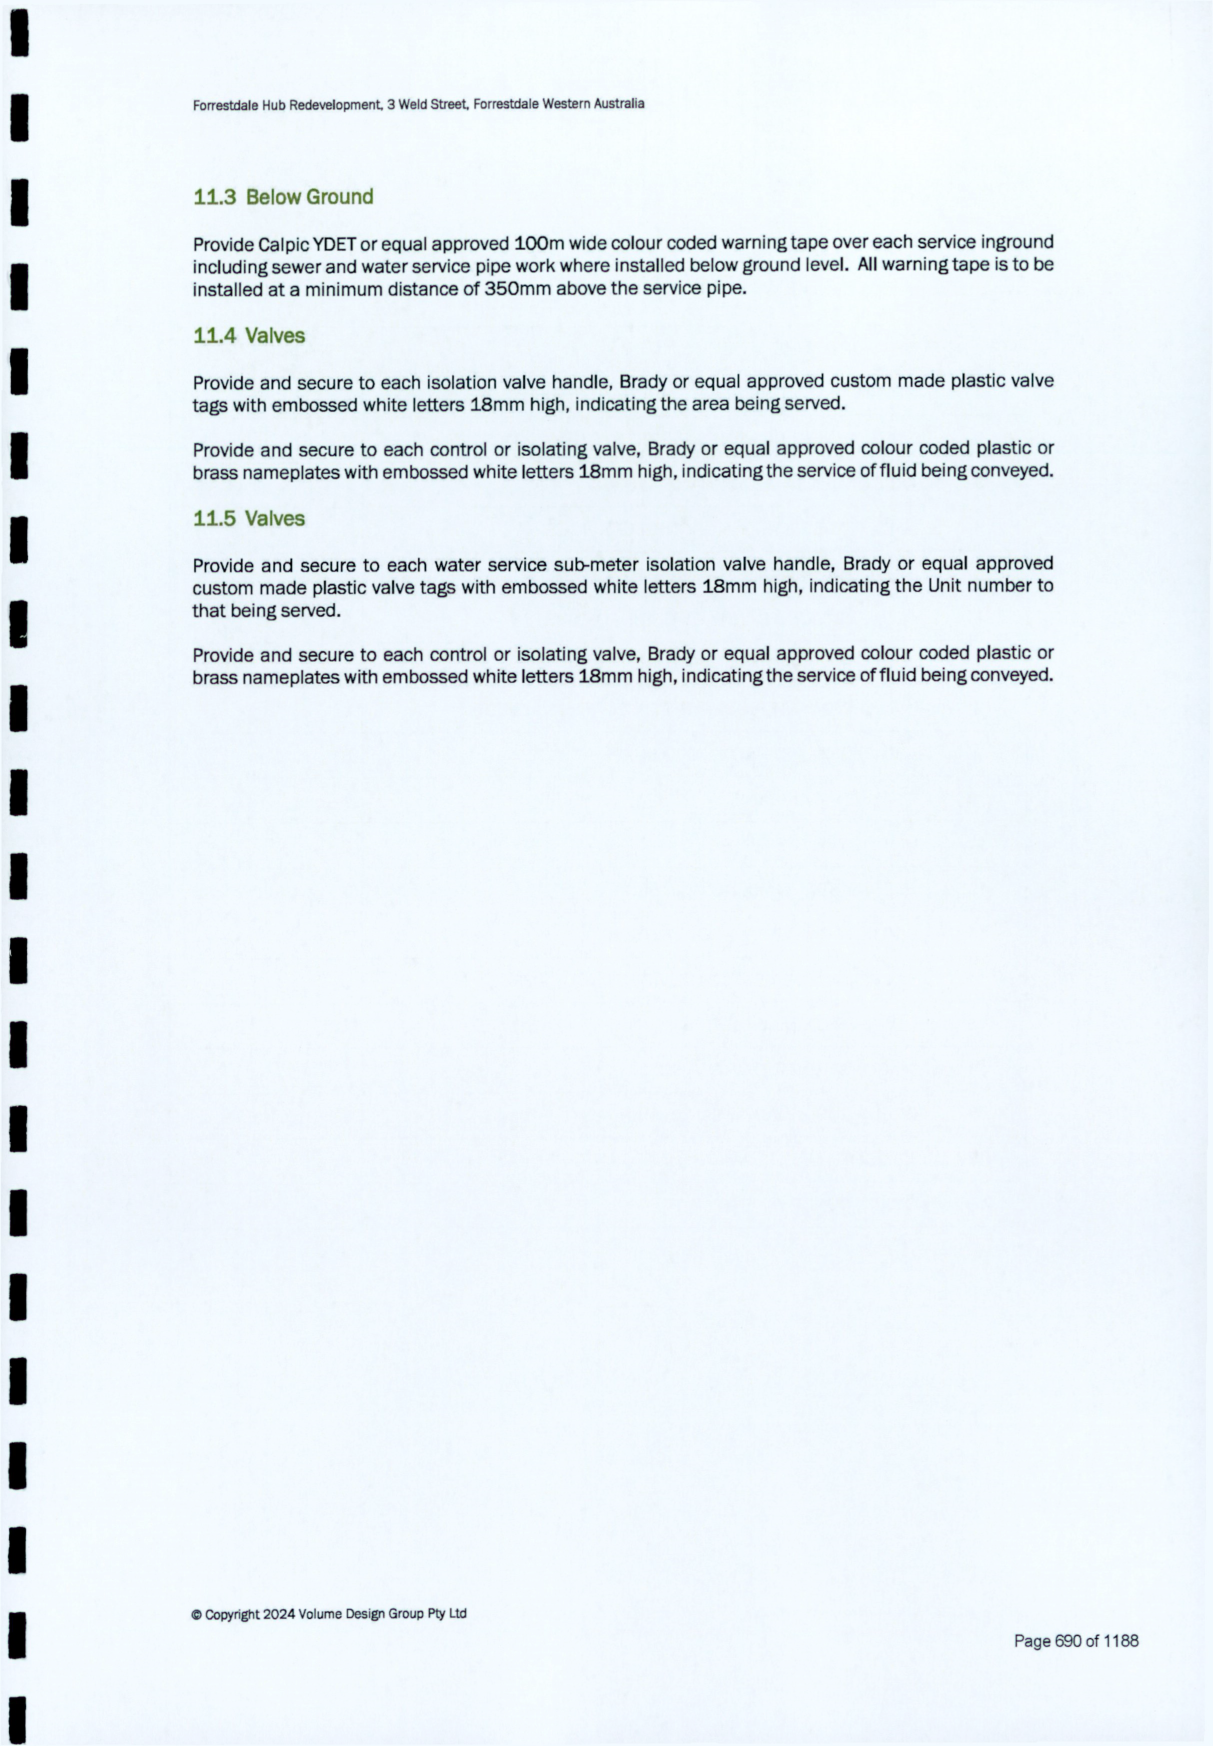 Forrestdale Hub Redevelopment, 3 Weld Street, Forrestdale Western Australia
11.3 Below Ground
Provide Calpic YDET or equal approved 100m wide colour coded warning tape over each service inground
including sewer and water service pipe work where installed below ground level. All warning tape is to be
installed at a minimum distance of 350mm above the service pipe.
11.4 Valves
Provide and secure to each isolation valve handle, Brady or equal approved custom made plastic valve
tags with embossed white letters 18mm high, indicating the area being served.
Provide and secure to each control or isolating valve, Brady or equal approved colour coded plastic or
brass nameplates with embossed white letters 18mm high, indicating the service of fluid being conveyed.
11.5 Valves
Provide and secure to each water service sub-meter isolation valve handle, Brady or equal approved
custom made plastic valve tags with embossed white letters 18mm high, indicating the Unit number to
that being served.
Provide and secure to each control or isolating valve, Brady or equal approved colour coded plastic or
brass nameplates with embossed white letters 18mm high, indicating the service of fluid being conveyed.
© Copyright 2024 Volume Design Group Pty Ltd
Page 690 of 1188